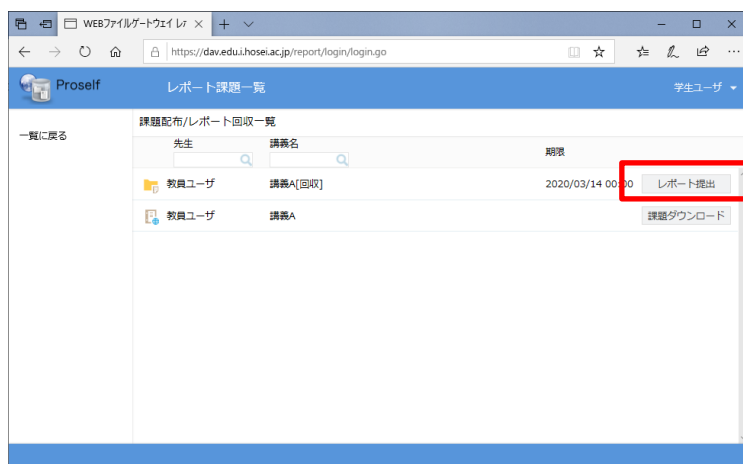 WEBファイルゲートウェイ レポ
https://dav.edu.i.hosei.ac.jp/report/login/login.go
Proself
レポート課題一覧
学生ユーザ
一覧に戻る
課題配布/レポート回収一覧
先生 講義名 期限
教員ユーザ 講義A[回収] 2020/03/14 00:00 レポート提出
教員ユーザ 講義A 課題ダウンロード